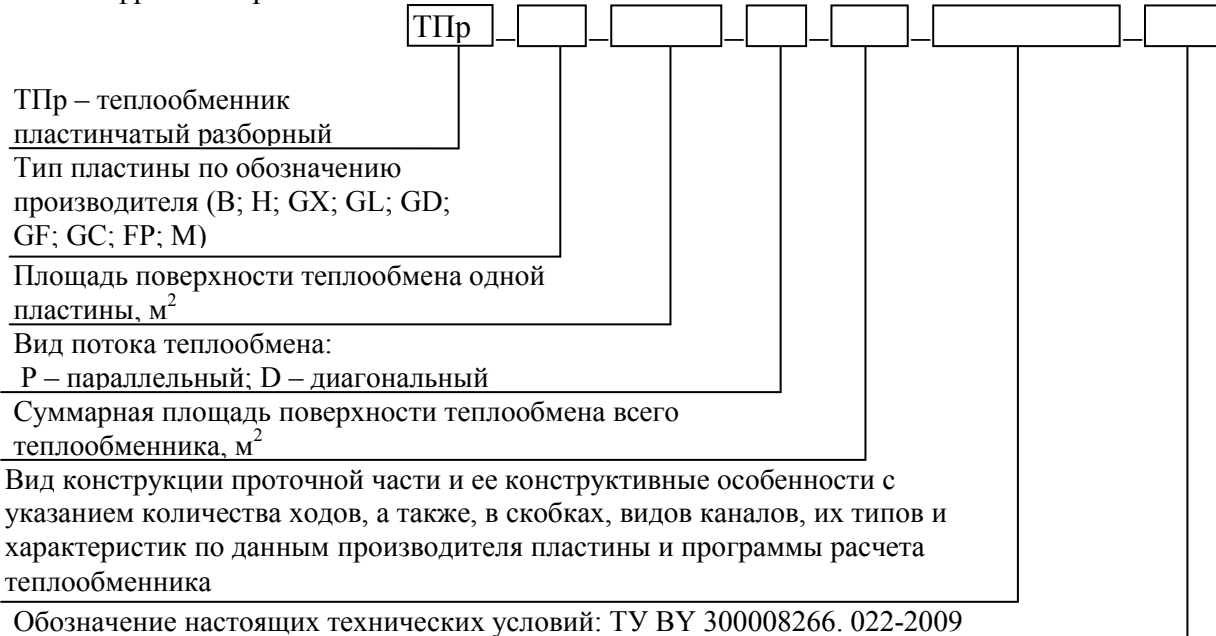 ТПр – – – – – –
ТПр – теплообменник
пластинчатый разборный
Тип пластины по обозначению
производителя (В; Н; GX; GL; GD;
GF; GC; FP; M)
Площадь поверхности теплообмена одной
пластины, м²
Вид потока теплообмена:
Р – параллельный; D – диагональный
Суммарная площадь поверхности теплообмена всего
теплообменника, м²
Вид конструкции проточной части и ее конструктивные особенности с
указанием количества ходов, а также, в скобках, видов каналов, их типов и
характеристик по данным производителя пластины и программы расчета
теплообменника
Обозначение настоящих технических условий: ТУ BY 300008266. 022-2009